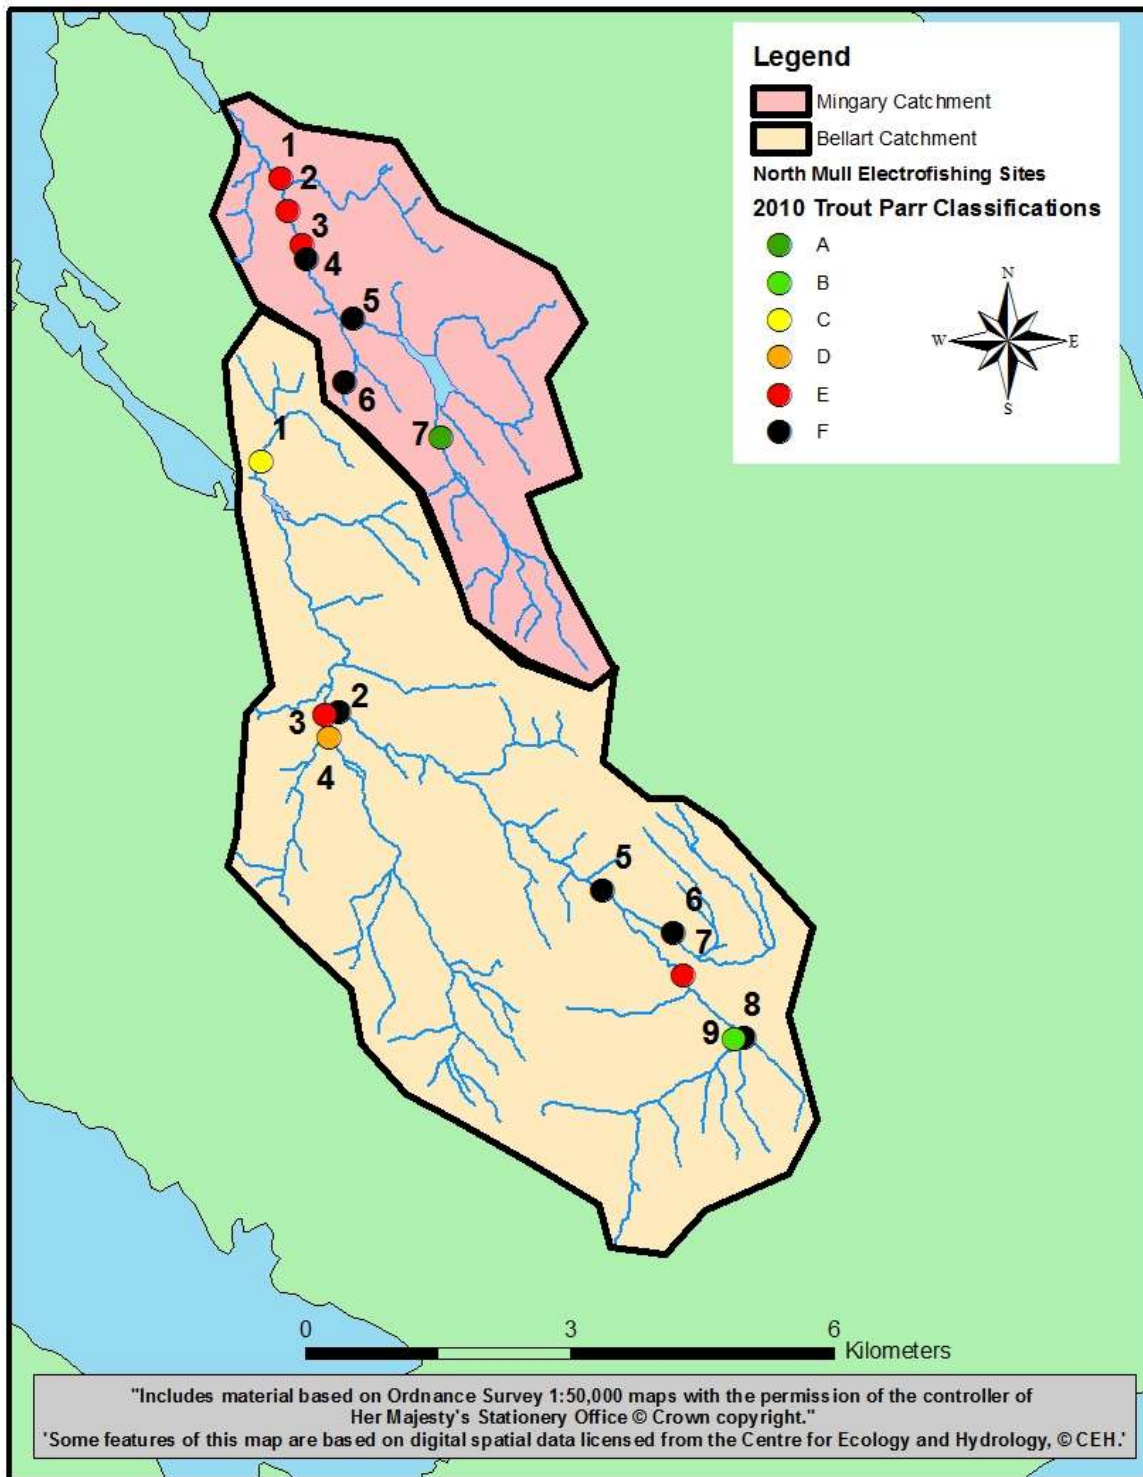 Legend
Mingary Catchment
Bellart Catchment
North Mull Electrofishing Sites
2010 Trout Parr Classifications
A
B
C
D
E
F
N
W E
S
1
2
3
4
5
6
7
1
2
3
4
5
6
7
8
9
0 3 6
Kilometers
"Includes material based on Ordnance Survey 1:50,000 maps with the permission of the controller of
Her Majesty's Stationery Office © Crown copyright."
'Some features of this map are based on digital spatial data licensed from the Centre for Ecology and Hydrology, © CEH.'